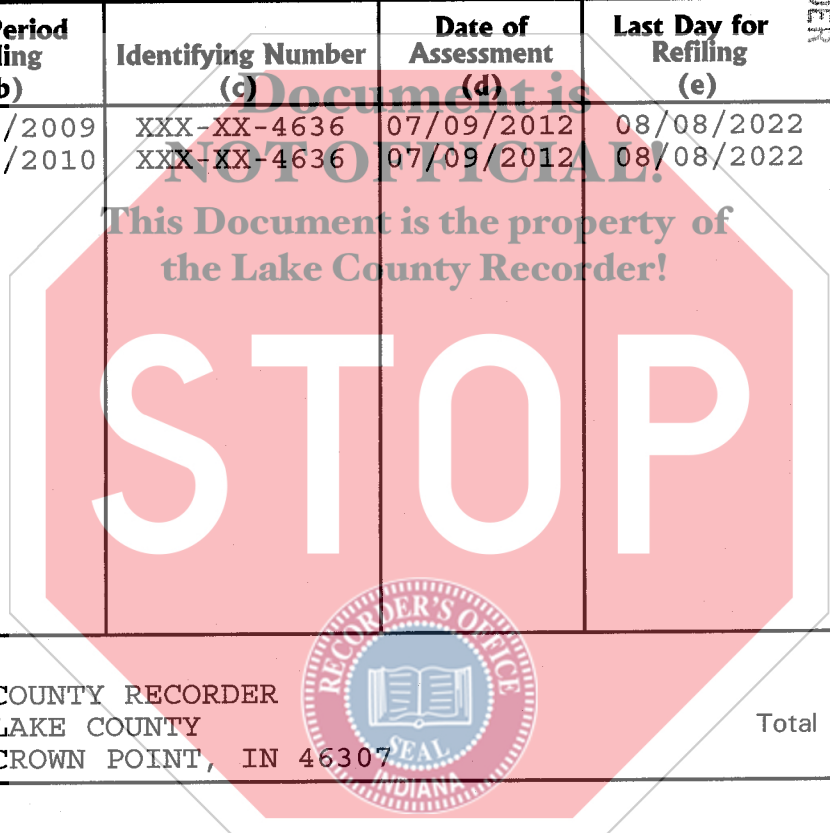 Period
ling Identifying Number Date of Assessment Last Day for Refiling
b) (c) (d) (e)
/2009 XXX-XX-4636 07/09/2012 08/08/2022
/2010 XXX-XX-4636 07/09/2012 08/08/2022
Document is
NOT OFFICIAL!
This Document is the property of
the Lake County Recorder!
STOP
COUNTY RECORDER
LAKE COUNTY
CROWN POINT, IN 46307
Total
RECORDER'S OFFICE
SEAL
INDIANA